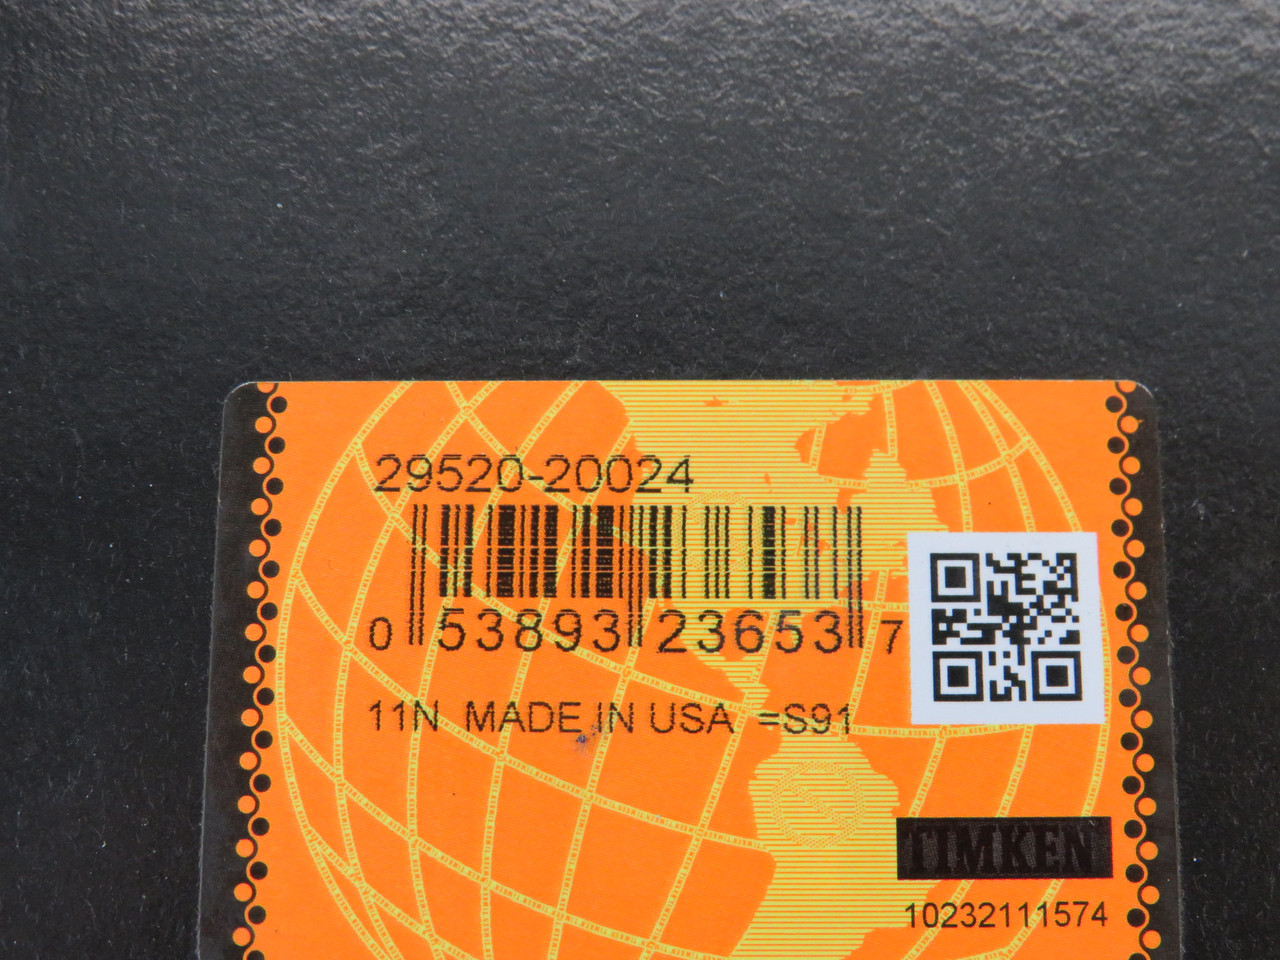 29520-20024
0 53893 23653 7
11N MADE IN USA =S91
TIMKEN
10232111574